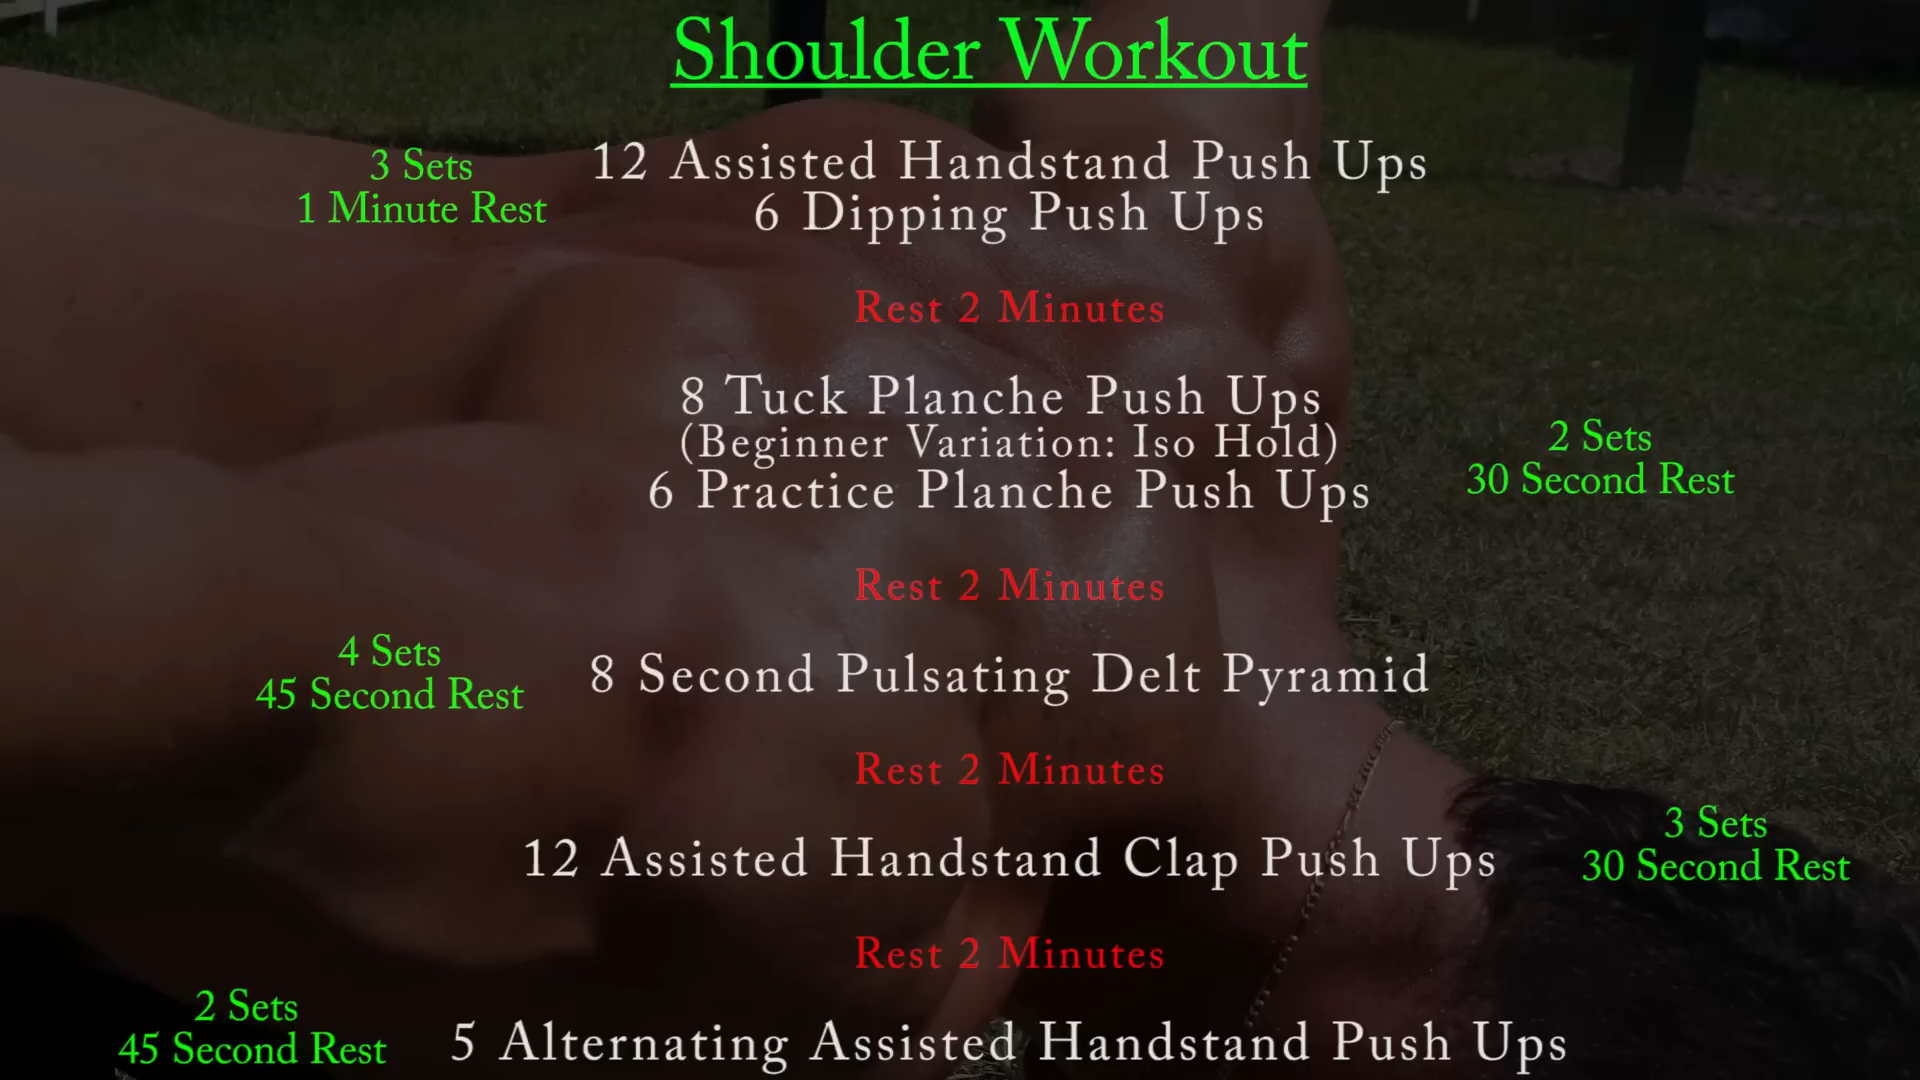 Shoulder Workout
3 Sets
1 Minute Rest
12 Assisted Handstand Push Ups
6 Dipping Push Ups
Rest 2 Minutes
8 Tuck Planche Push Ups
(Beginner Variation: Iso Hold)
6 Practice Planche Push Ups
2 Sets
30 Second Rest
Rest 2 Minutes
4 Sets
45 Second Rest
8 Second Pulsating Delt Pyramid
Rest 2 Minutes
12 Assisted Handstand Clap Push Ups
3 Sets
30 Second Rest
Rest 2 Minutes
2 Sets
45 Second Rest
5 Alternating Assisted Handstand Push Ups